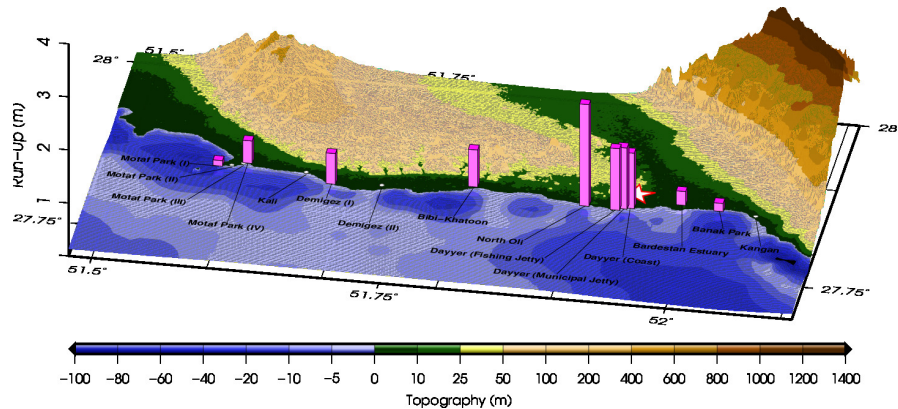 4
3
2
1
Run-up (m)
51.5°
28°
51.75°
28
Motaf Park (I)
Motaf Park (II)
Motaf Park (III)
Motaf Park (IV)
Kali
Demigez (I)
Demigez (II)
Bibi-Khatoon
North Oli
Dayyer (Fishing Jetty)
Dayyer (Municipal Jetty)
Dayyer (Coast)
Bardestan Estuary
Banak Park
Kangan
27.75°
51.5°
51.75°
52°
27.75°
-100 -80 -60 -20 -10 -5 0 10 25 50 100 200 400 600 800 1000 1200 1400
Topography (m)